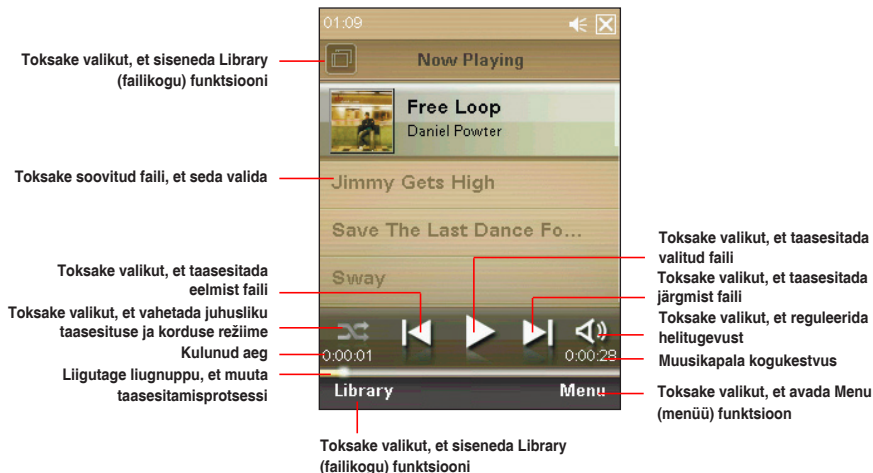 01:09
Now Playing
Toksake valikut, et siseneda Library
(failikogu) funktsiooni
Free Loop
Daniel Powter
Toksake soovitud faili, et seda valida
Jimmy Gets High
Save The Last Dance Fo...
Sway
Toksake valikut, et taasesitada
eelmist faili
Toksake valikut, et vahetada juhusliku
taasesituse ja korduse režiime
Kulunud aeg
Liigutage liugnuppu, et muuta
taasesitamisprotsessi
Toksake valikut, et taasesitada
valitud faili
Toksake valikut, et taasesitada
järgmist faili
Toksake valikut, et reguleerida
helitugevust
Muusikapala kogukestvus
Toksake valikut, et avada Menu
(menüü) funktsioon
0:00:01
0:00:28
Library
Menu
Toksake valikut, et siseneda Library
(failikogu) funktsiooni